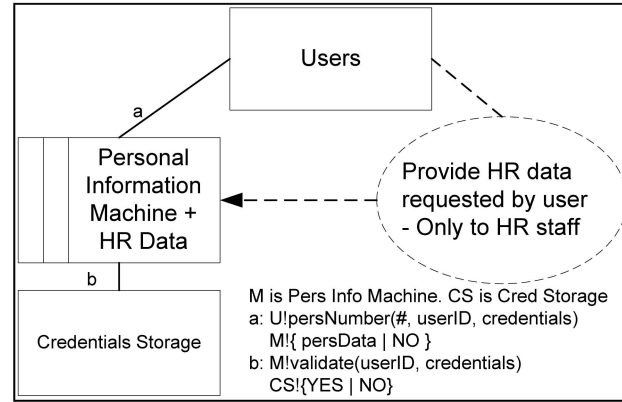 Users
a
Personal
Information
Machine +
HR Data
Provide HR data
requested by user
- Only to HR staff
b
Credentials Storage
M is Pers Info Machine. CS is Cred Storage
a: U!persNumber(#, userID, credentials)
M!{ persData | NO }
b: M!validate(userID, credentials)
CS!{YES | NO}